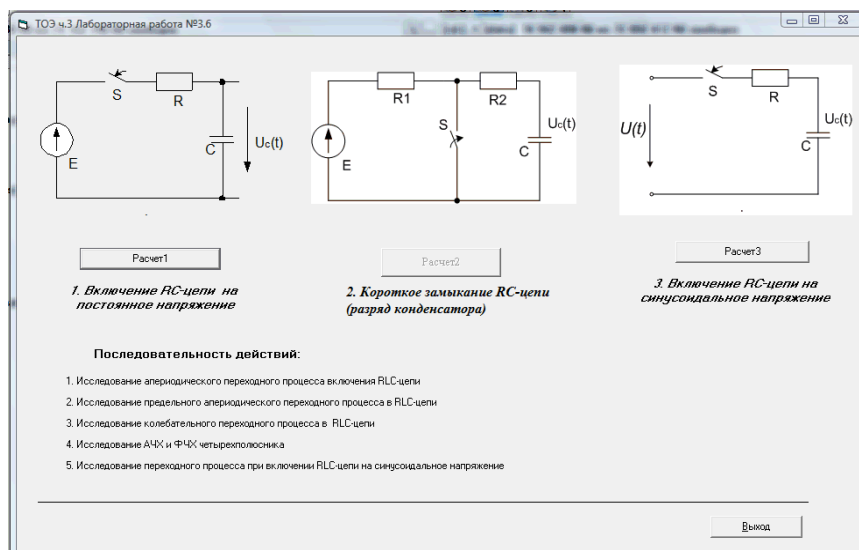 ТОЭ ч.3 Лабораторная работа №3.6
S
R
E
C
Uc(t)
R1
R2
S
E
C
Uc(t)
S
R
U(t)
C
Uc(t)
Расчет1
Расчет2
Расчет3
1. Включение RC-цепи на
постоянное напряжение
2. Короткое замыкание RC-цепи
(разряд конденсатора)
3. Включение RC-цепи на
синусоидальное напряжение
Последовательность действий:
1. Исследование апериодического переходного процесса включения RLC-цепи
2. Исследование предельного апериодического переходного процесса в RLC-цепи
3. Исследование колебательного переходного процесса в RLC-цепи
4. Исследование АЧХ и ФЧХ четырехполюсника
5. Исследование переходного процесса при включении RLC-цепи на синусоидальное напряжение
Выход